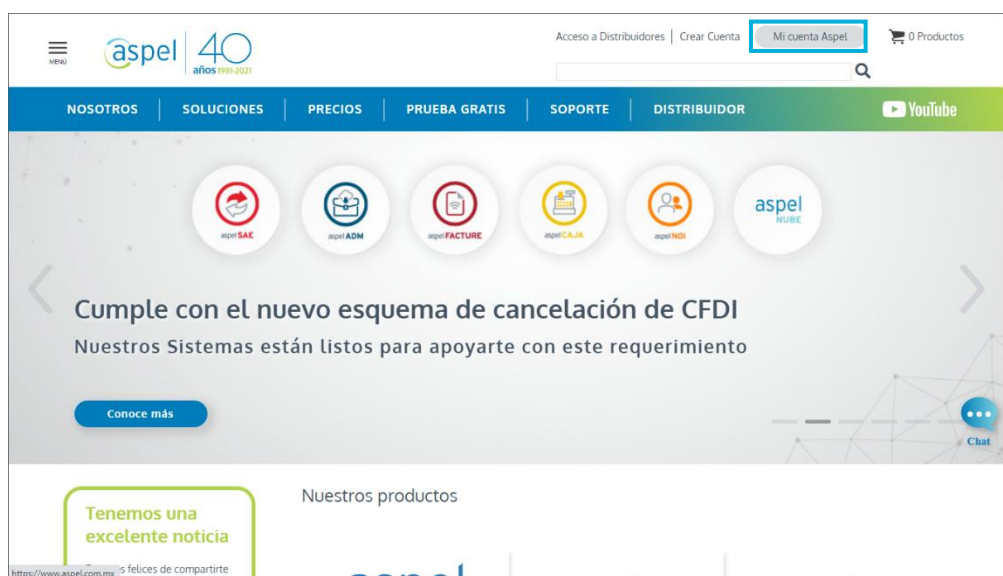 MENÚ
aspel 40
años 1981-2021
Acceso a Distribuidores | Crear Cuenta
Mi cuenta Aspel
0 Productos
NOSOTROS
SOLUCIONES
PRECIOS
PRUEBA GRATIS
SOPORTE
DISTRIBUIDOR
YouTube
aspel SAE
aspel ADM
aspel FACTURE
aspel CAJA
aspel NOI
aspel
NUBE
Cumple con el nuevo esquema de cancelación de CFDI
Nuestros Sistemas están listos para apoyarte con este requerimiento
Conoce más
Chat
Nuestros productos
Tenemos una
excelente noticia
felices de compartirte
https://www.aspel.com.mx